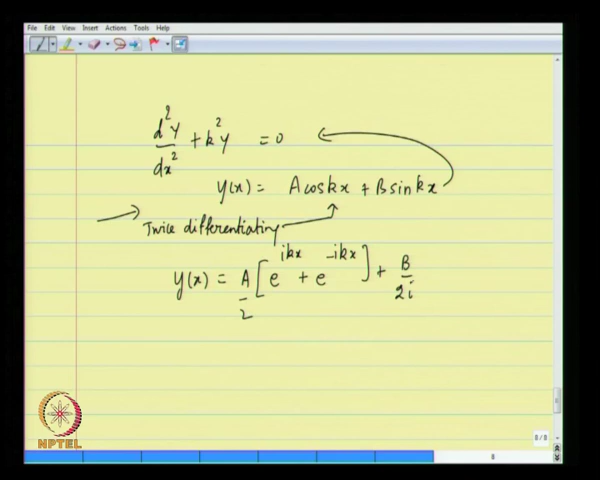 File Edit View Insert Actions Tools Help
d²y/dx² + k²y = 0
y(x) = A cos kx + B sin kx
Twice differentiating
y(x) = A/2 [e^{ikx} + e^{-ikx}] + B/2i
NPTEL
8/8
8